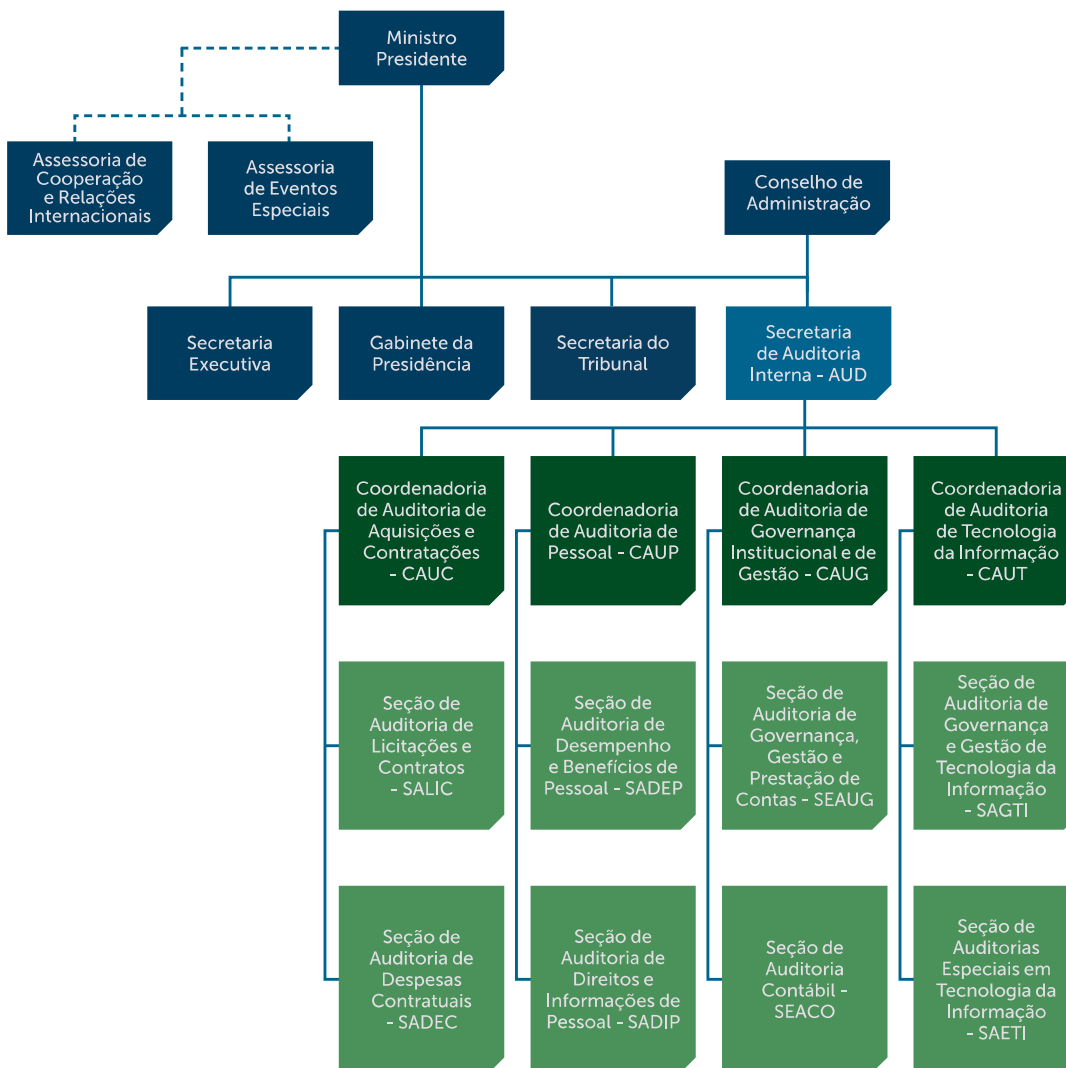 Ministro
Presidente
Assessoria de
Cooperação
e Relações
Internacionais
Assessoria
de Eventos
Especiais
Conselho de
Administração
Secretaria
Executiva
Gabinete da
Presidência
Secretaria do
Tribunal
Secretaria
de Auditoria
Interna - AUD
Coordenadoria
de Auditoria de
Aquisições e
Contratações
- CAUC
Coordenadoria
de Auditoria de
Pessoal - CAUP
Coordenadoria
de Auditoria de
Governança
Institucional e de
Gestão - CAUG
Coordenadoria
de Auditoria
de Tecnologia
da Informação
- CAUT
Seção de
Auditoria de
Licitações e
Contratos
- SALIC
Seção de
Auditoria de
Desempenho
e Benefícios de
Pessoal - SADEP
Seção de
Auditoria de
Governança,
Gestão e
Prestação de
Contas - SEAUG
Seção de
Auditoria de
Governança
e Gestão de
Tecnologia da
Informação
- SAGTI
Seção de
Auditoria de
Despesas
Contratuais
- SADEC
Seção de
Auditoria de
Direitos e
Informações de
Pessoal - SADIP
Seção de
Auditoria
Contábil -
SEACO
Seção de
Auditorias
Especiais em
Tecnologia da
Informação
- SAETI